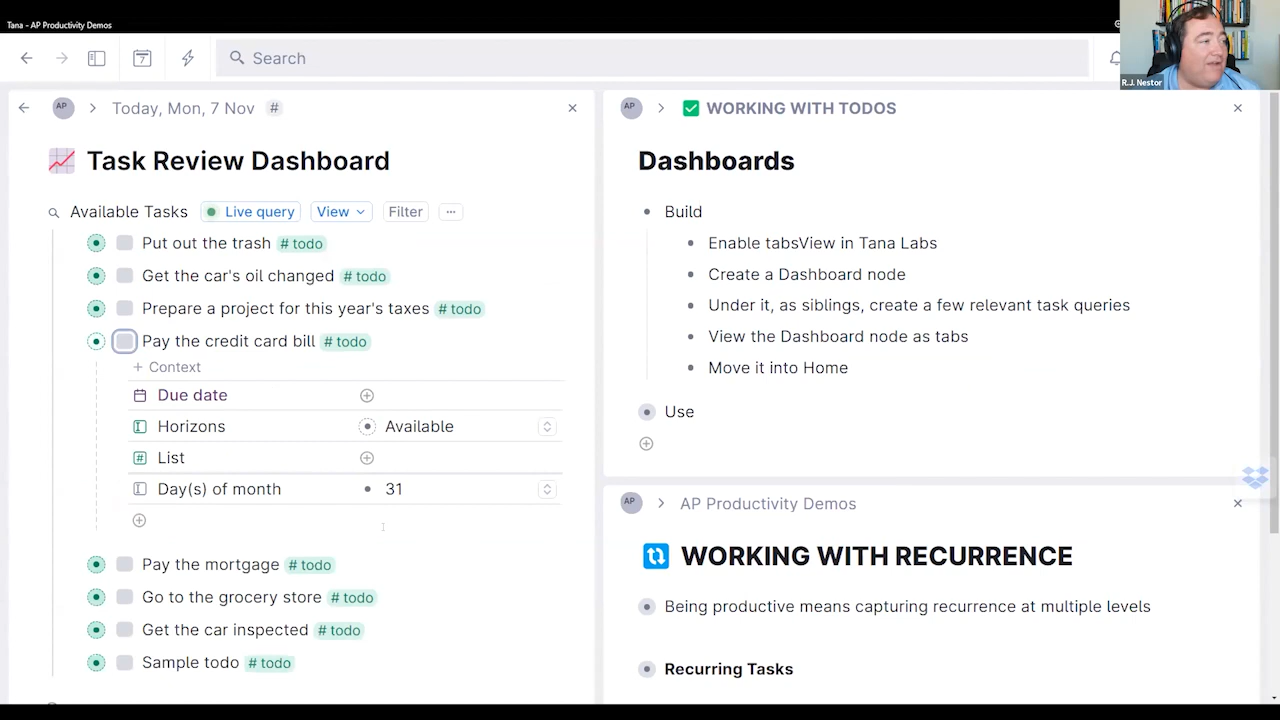 Tana - AP Productivity Demos
7
Search
R.J. Nestor
AP
Today, Mon, 7 Nov #
Task Review Dashboard
Available Tasks
Live query
View
Filter
...
Put out the trash # todo
Get the car's oil changed # todo
Prepare a project for this year's taxes # todo
Pay the credit card bill # todo
+ Context
Due date
Horizons
Available
List
Day(s) of month
31
Pay the mortgage # todo
Go to the grocery store # todo
Get the car inspected # todo
Sample todo # todo
AP
WORKING WITH TODOS
Dashboards
Build
Enable tabsView in Tana Labs
Create a Dashboard node
Under it, as siblings, create a few relevant task queries
View the Dashboard node as tabs
Move it into Home
Use
AP
AP Productivity Demos
WORKING WITH RECURRENCE
Being productive means capturing recurrence at multiple levels
Recurring Tasks